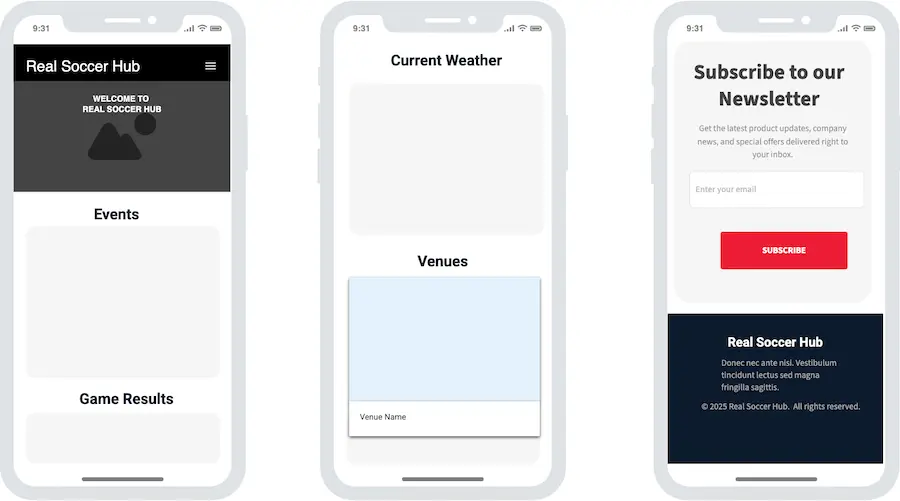 9:31
Real Soccer Hub
WELCOME TO
REAL SOCCER HUB
Events
Game Results
9:31
Current Weather
Venues
Venue Name
9:31
Subscribe to our
Newsletter
Get the latest product updates, company
news, and special offers delivered right to
your inbox.
Enter your email
SUBSCRIBE
Real Soccer Hub
Donec nec ante nisi. Vestibulum
tincidunt lectus sed magna
fringilla sagittis.
© 2025 Real Soccer Hub. All rights reserved.